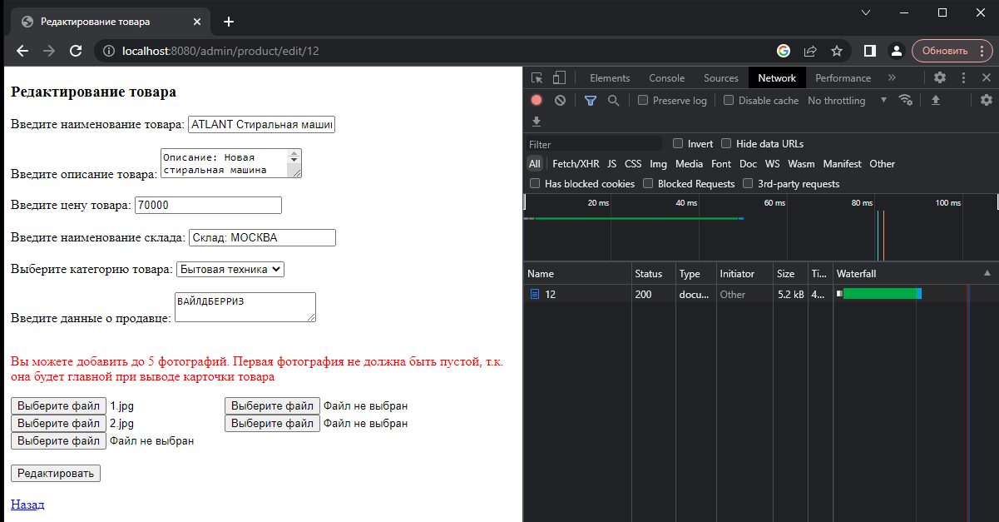 Редактирование товара
localhost:8080/admin/product/edit/12
Обновить
Редактирование товара
Введите наименование товара: ATLANT Стиральная маши
Введите описание товара: Описание: Новая
стиральная машина
Введите цену товара: 70000
Введите наименование склада: Склад: МОСКВА
Выберите категорию товара: Бытовая техника
Введите данные о продавце: ВАЙЛДБЕРРИЗ
Вы можете добавить до 5 фотографий. Первая фотография не должна быть пустой, т.к.
она будет главной при выводе карточки товара
Выберите файл 1.jpg Выберите файл Файл не выбран
Выберите файл 2.jpg Выберите файл Файл не выбран
Выберите файл Файл не выбран
Редактировать
Назад
Elements Console Sources Network Performance »
Preserve log Disable cache No throttling
Filter Invert Hide data URLs
All Fetch/XHR JS CSS Img Media Font Doc WS Wasm Manifest Other
Has blocked cookies Blocked Requests 3rd-party requests
20 ms 40 ms 60 ms 80 ms 100 ms
Name Status Type Initiator Size Ti... Waterfall
12 200 docu... Other 5.2 kB 4...